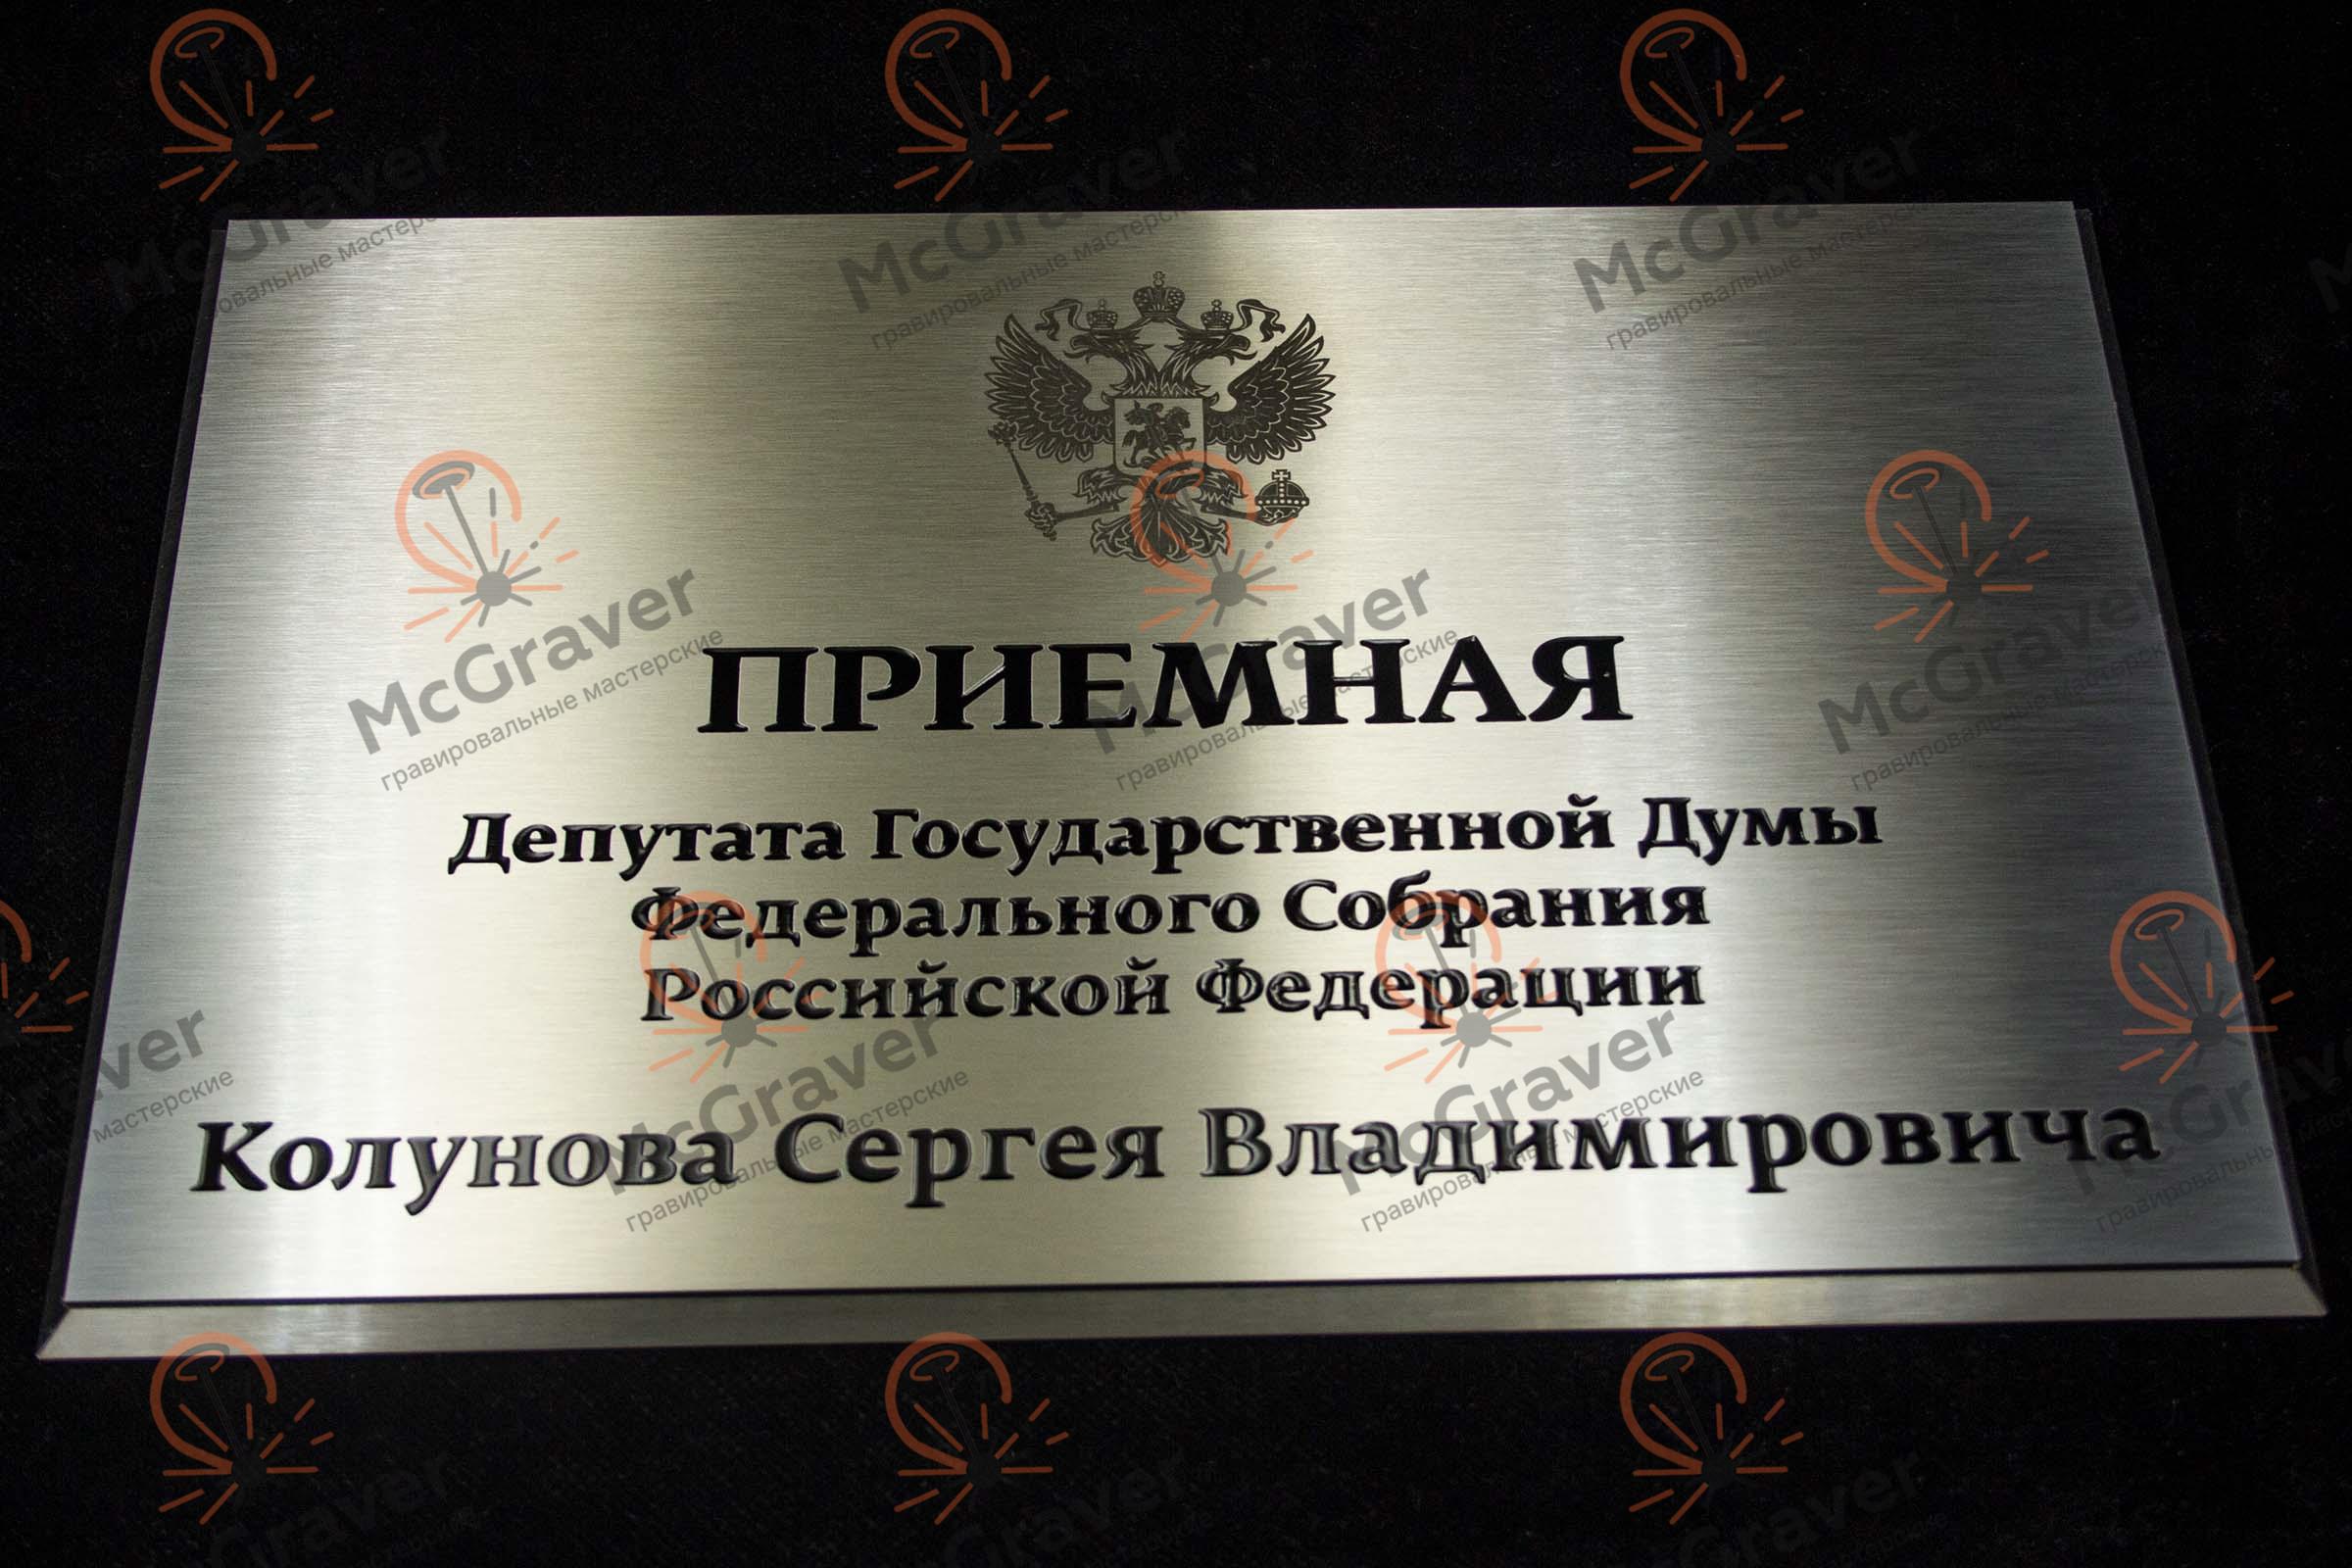 ПРИЕМНАЯ
Депутата Государственной Думы
Федерального Собрания
Российской Федерации
Колунова Сергея Владимировича
McGraver
гравировальные мастерские